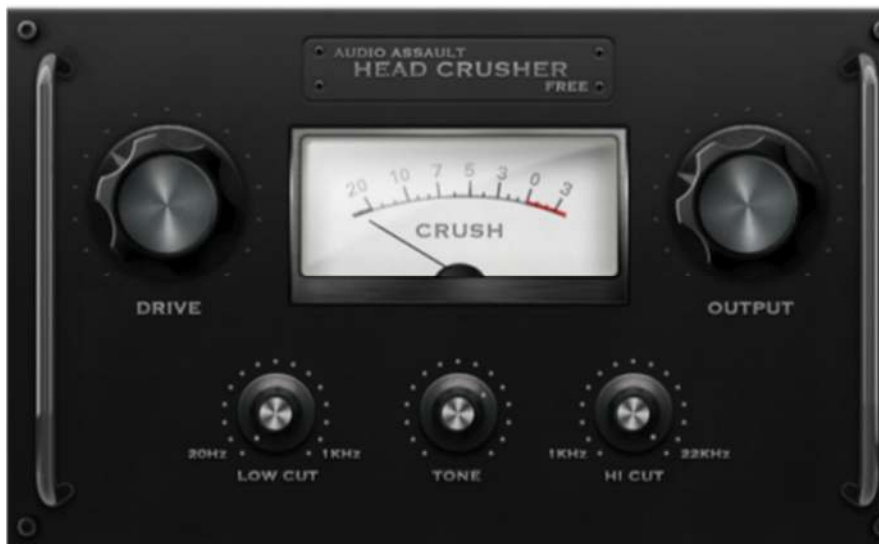 AUDIO ASSAULT
HEAD CRUSHER
FREE
20 10 7 5 3 0 3
CRUSH
DRIVE
OUTPUT
20HZ 1KHZ 1KHZ 22KHZ
LOW CUT TONE HI CUT